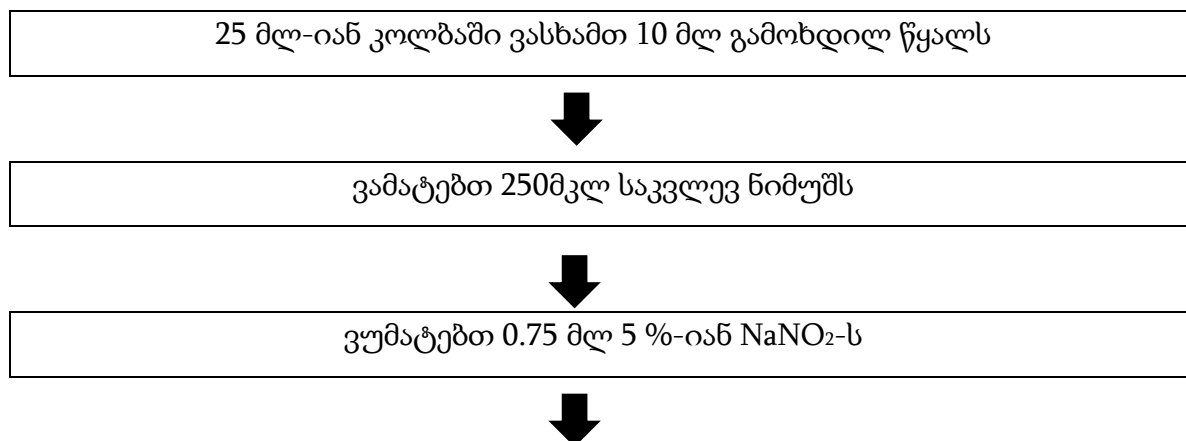 25 მლ-იან კოლბაში ვასხამთ 10 მლ გამოხდილ წყალს
ვამატებთ 250მკლ საკვლევ ნიმუშს
ვუმატებთ 0.75 მლ 5 %-იან NaNO₂-ს